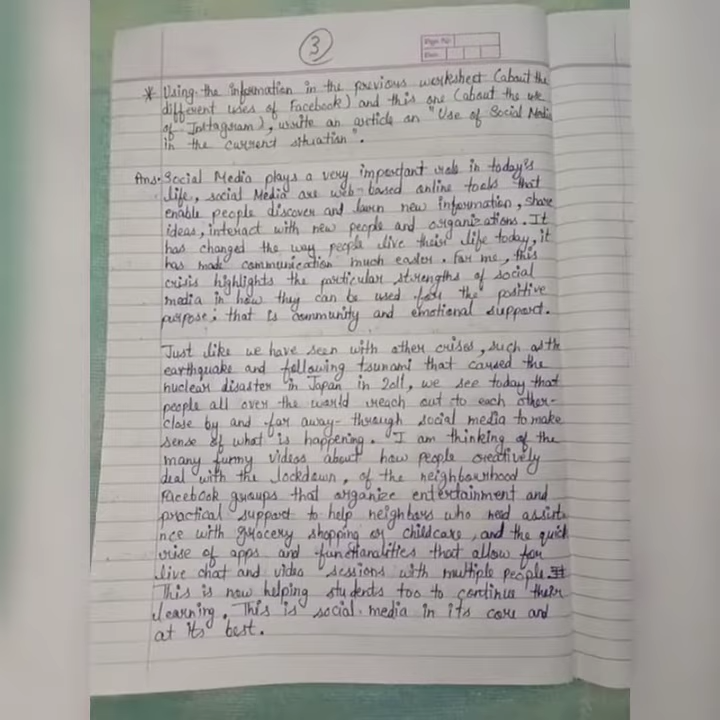 3
Page No.
Date
* Using the information in the previous worksheet (about the
different uses of Facebook) and this one (about the use
of Instagram), write an article on "Use of Social Media
in the current situation".
Ans. Social Media plays a very important role in today's
life, social Media are web-based online tools that
enable people discover and learn new information, share
ideas, interact with new people and organizations. It
has changed the way people live their life today, it
has made communication much easier. For me, this
crisis highlights the particular strengths of social
media in how they can be used for the positive
purpose; that is community and emotional support.
Just like we have seen with other crises, such as the
earthquake and following tsunami that caused the
nuclear disaster in Japan in 2011, we see today that
people all over the world reach out to each other-
close by and far away- through social media to make
sense of what is happening. I am thinking of the
many funny videos about how people creatively
deal with the lockdown, of the neighbourhood
Facebook groups that organize entertainment and
practical support to help neighbors who need assista
nce with grocery shopping or childcare, and the quick
rise of apps and functionalities that allow for
live chat and video sessions with multiple people. It
This is now helping students too to continue their
learning. This is social media in its core and
at its best.